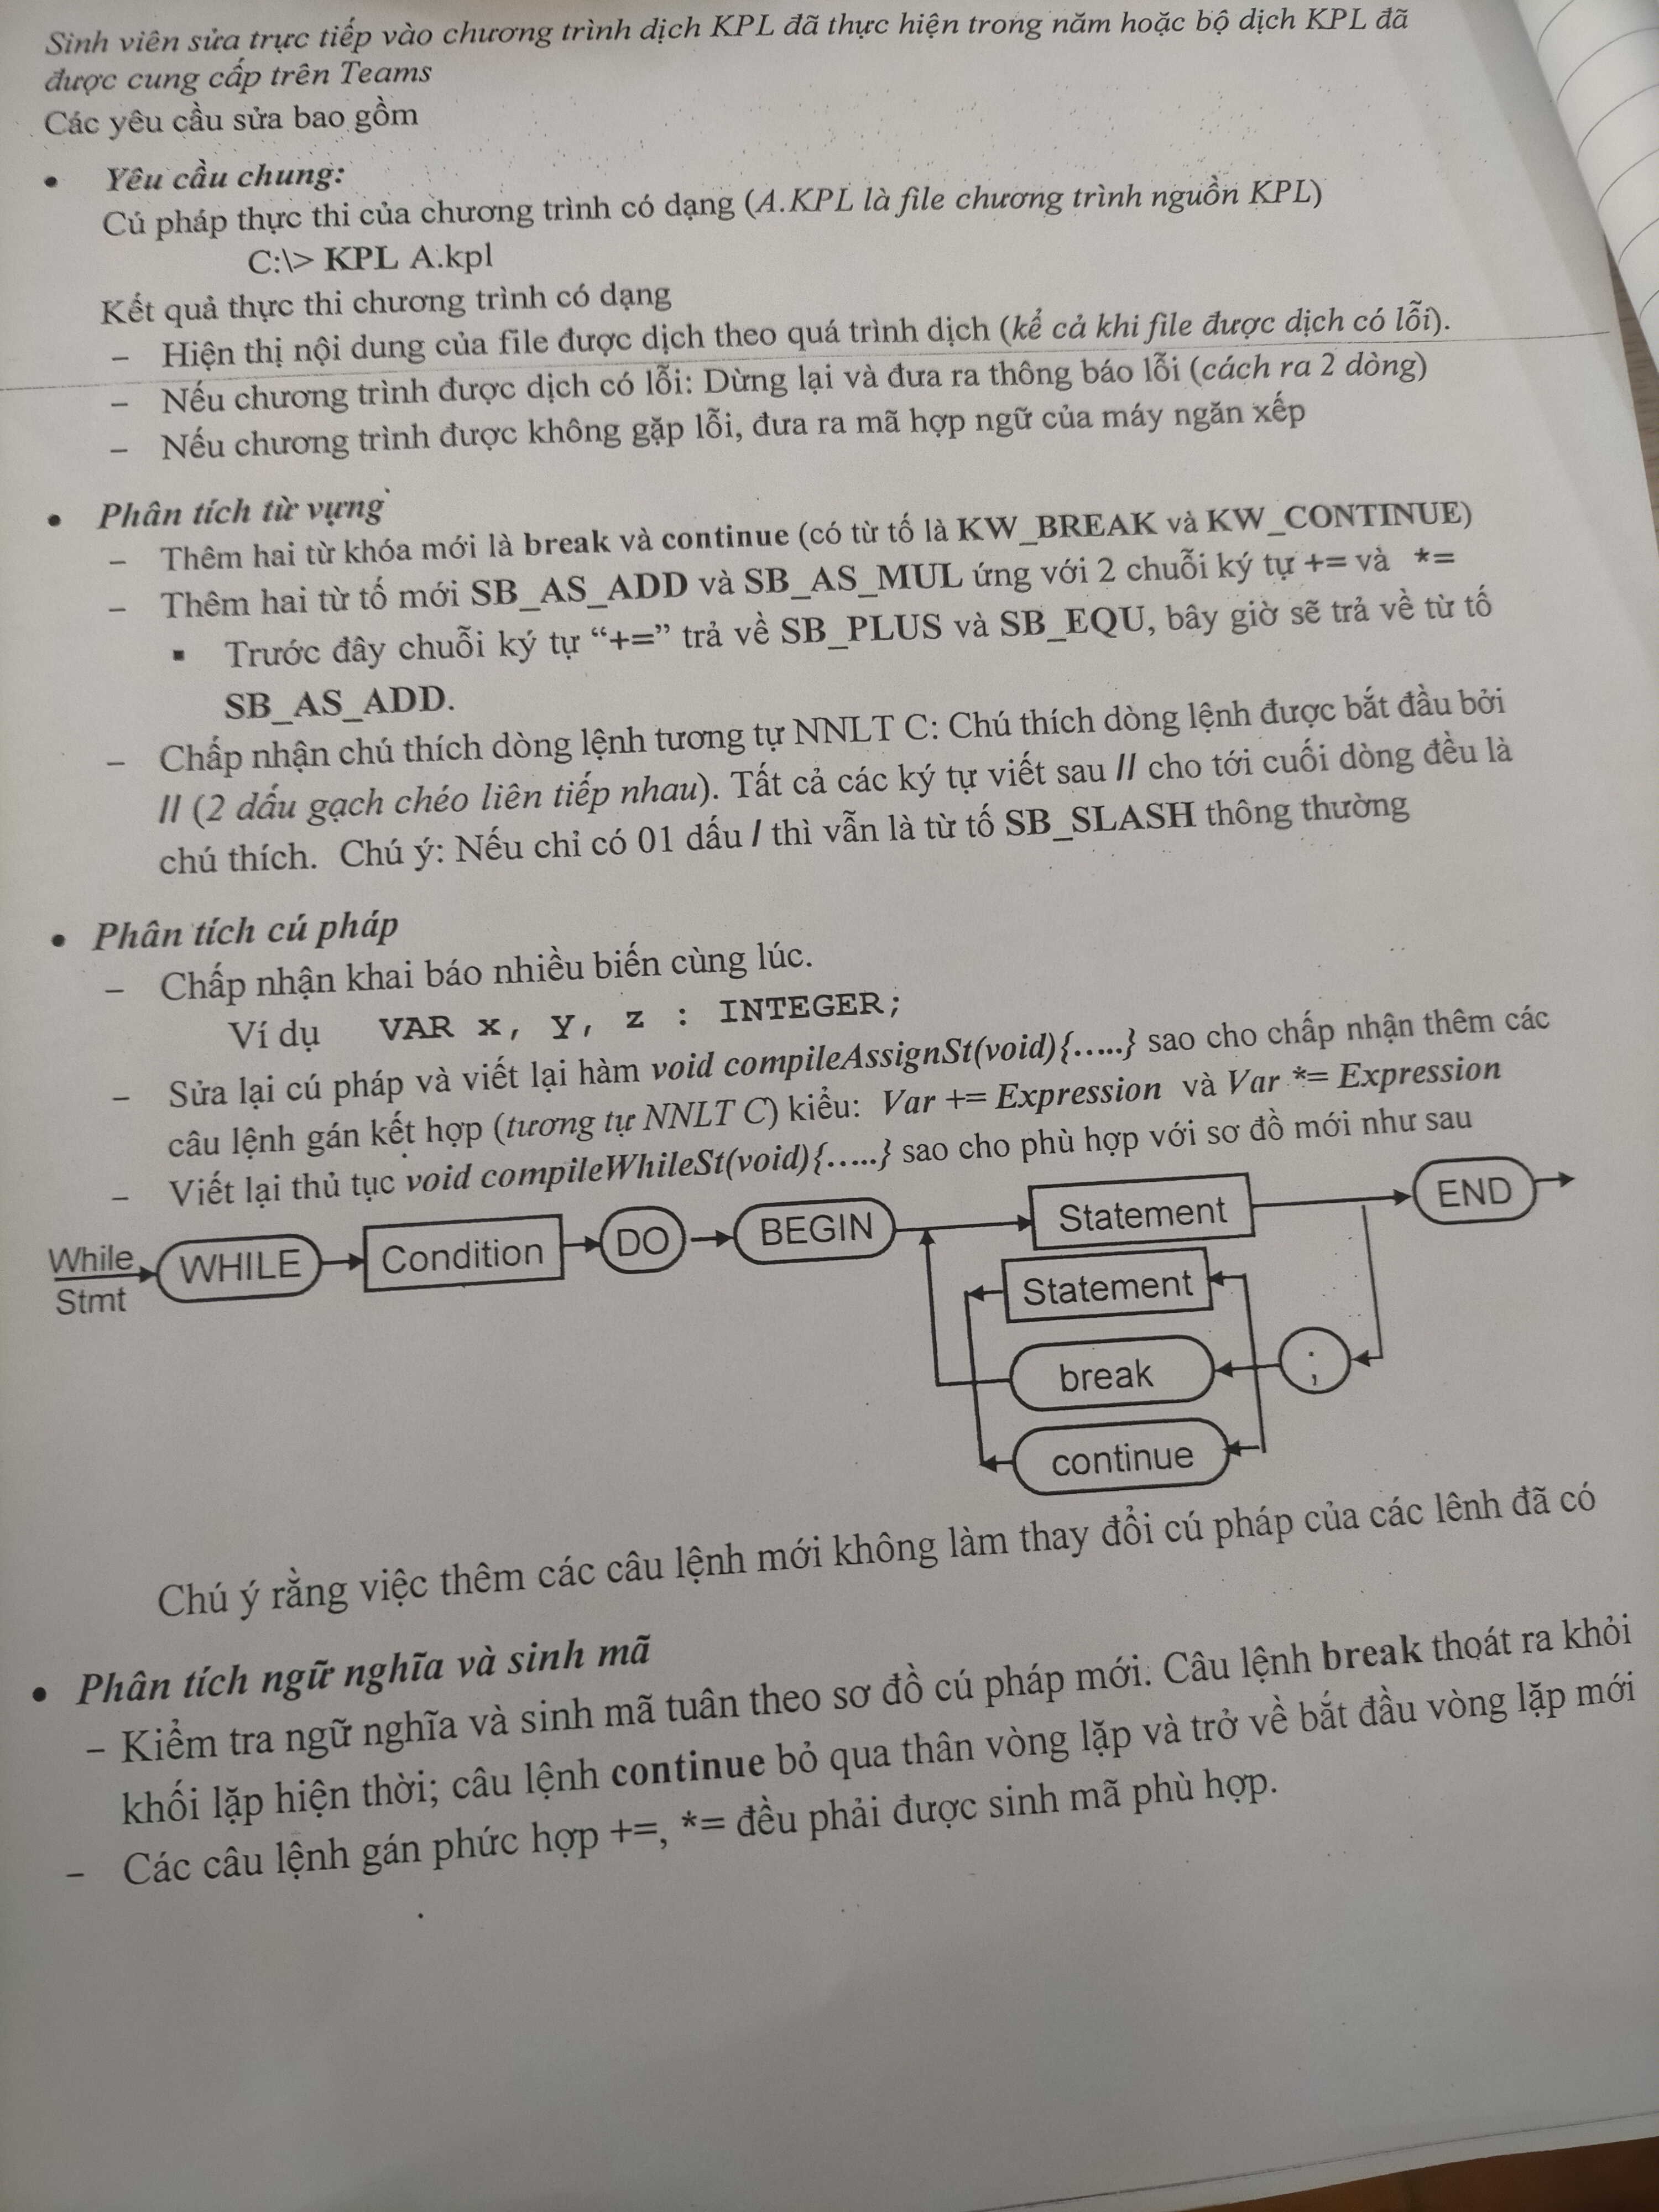 Sinh viên sửa trực tiếp vào chương trình dịch KPL đã thực hiện trong năm hoặc bộ dịch KPL đã
được cung cấp trên Teams
Các yêu cầu sửa bao gồm
• Yêu cầu chung:
Cú pháp thực thi của chương trình có dạng (A.KPL là file chương trình nguồn KPL)
C:\> KPL A.kpl
Kết quả thực thi chương trình có dạng
– Hiện thị nội dung của file được dịch theo quá trình dịch (kể cả khi file được dịch có lỗi).
– Nếu chương trình được dịch có lỗi: Dừng lại và đưa ra thông báo lỗi (cách ra 2 dòng)
– Nếu chương trình được không gặp lỗi, đưa ra mã hợp ngữ của máy ngăn xếp
• Phân tích từ vựng
– Thêm hai từ khóa mới là break và continue (có từ tố là KW_BREAK và KW_CONTINUE)
– Thêm hai từ tố mới SB_AS_ADD và SB_AS_MUL ứng với 2 chuỗi ký tự += và *=
▪ Trước đây chuỗi ký tự “+=” trả về SB_PLUS và SB_EQU, bây giờ sẽ trả về từ tố
SB_AS_ADD.
– Chấp nhận chú thích dòng lệnh tương tự NNLT C: Chú thích dòng lệnh được bắt đầu bởi
// (2 dấu gạch chéo liên tiếp nhau). Tất cả các ký tự viết sau // cho tới cuối dòng đều là
chú thích. Chú ý: Nếu chỉ có 01 dấu / thì vẫn là từ tố SB_SLASH thông thường
• Phân tích cú pháp
– Chấp nhận khai báo nhiều biến cùng lúc.
Ví dụ VAR x, y, z : INTEGER;
– Sửa lại cú pháp và viết lại hàm void compileAssignSt(void){…..} sao cho chấp nhận thêm các
câu lệnh gán kết hợp (tương tự NNLT C) kiểu: Var += Expression và Var *= Expression
– Viết lại thủ tục void compileWhileSt(void){…..} sao cho phù hợp với sơ đồ mới như sau
While
Stmt
WHILE
Condition
DO
BEGIN
Statement
END
Statement
break
;
continue
Chú ý rằng việc thêm các câu lệnh mới không làm thay đổi cú pháp của các lênh đã có
• Phân tích ngữ nghĩa và sinh mã
– Kiểm tra ngữ nghĩa và sinh mã tuân theo sơ đồ cú pháp mới. Câu lệnh break thoát ra khỏi
khối lặp hiện thời; câu lệnh continue bỏ qua thân vòng lặp và trở về bắt đầu vòng lặp mới
– Các câu lệnh gán phức hợp +=, *= đều phải được sinh mã phù hợp.